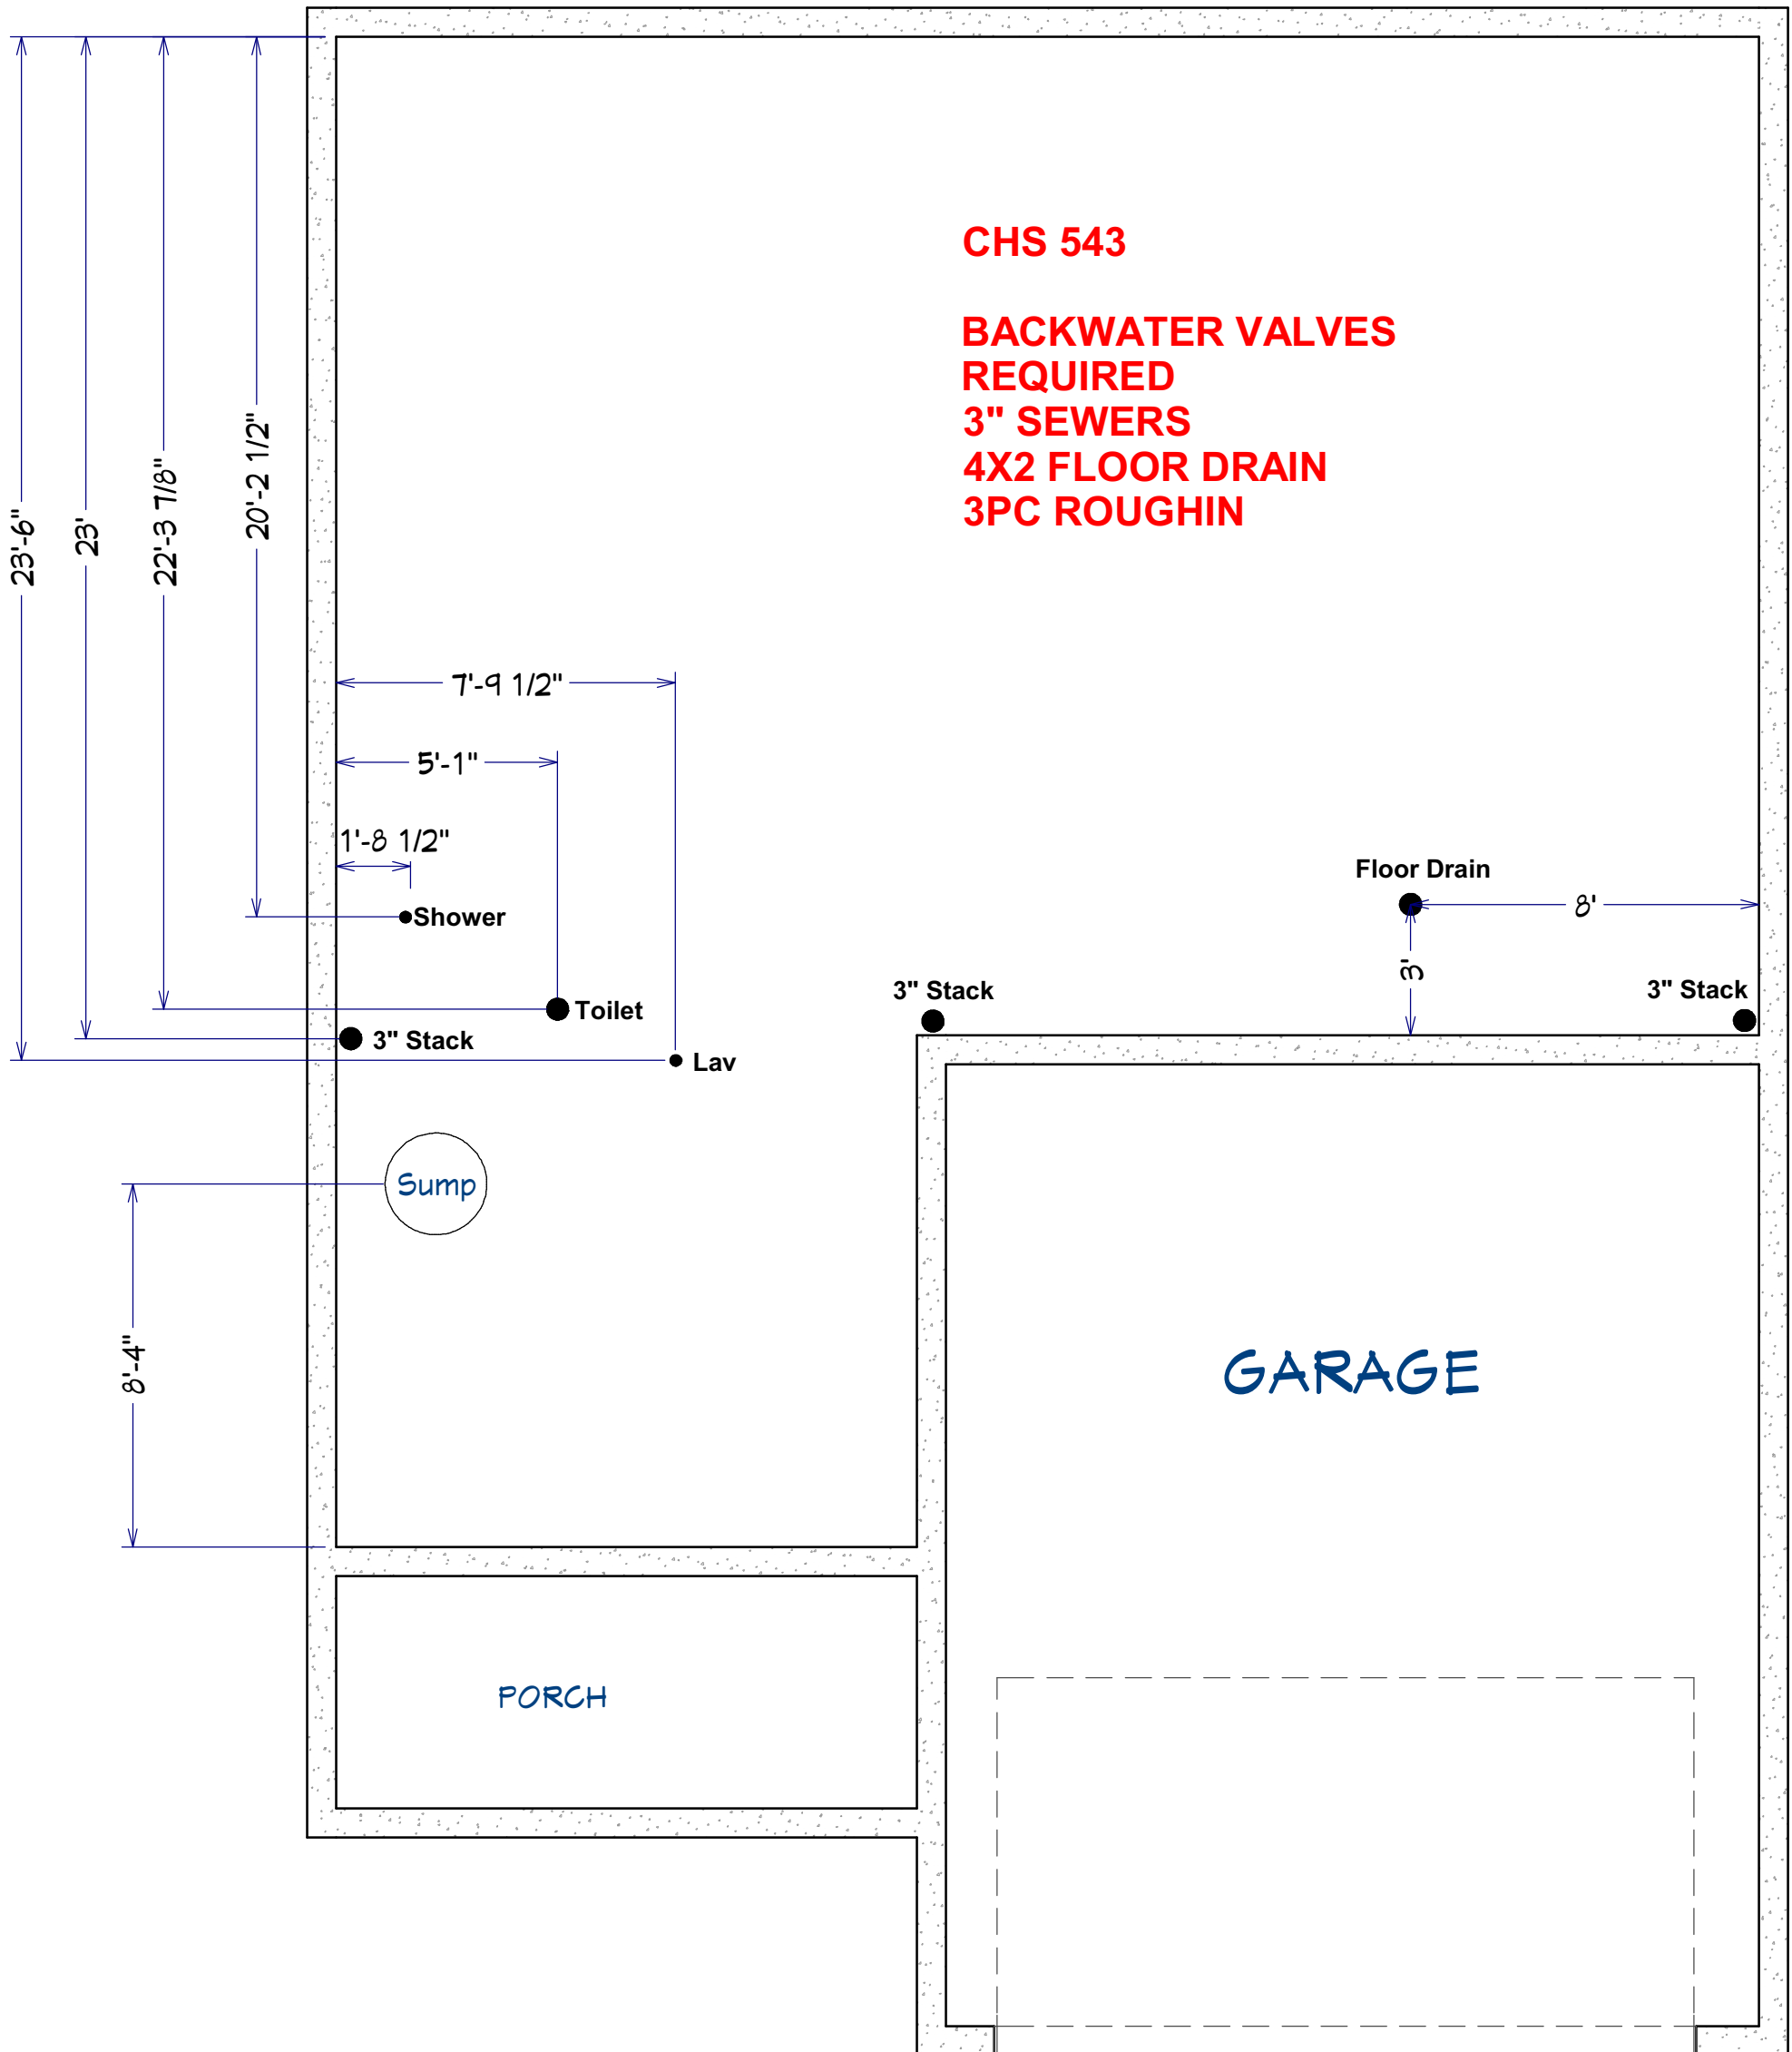 CHS 543
BACKWATER VALVES
REQUIRED
3" SEWERS
4X2 FLOOR DRAIN
3PC ROUGHIN
23'-6"
23'
22'-3 7/8"
20'-2 1/2"
7'-9 1/2"
5'-1"
1'-8 1/2"
Shower
Floor Drain
8'
3'
3" Stack
3" Stack
Toilet
3" Stack
Lav
Sump
8'-4"
GARAGE
PORCH